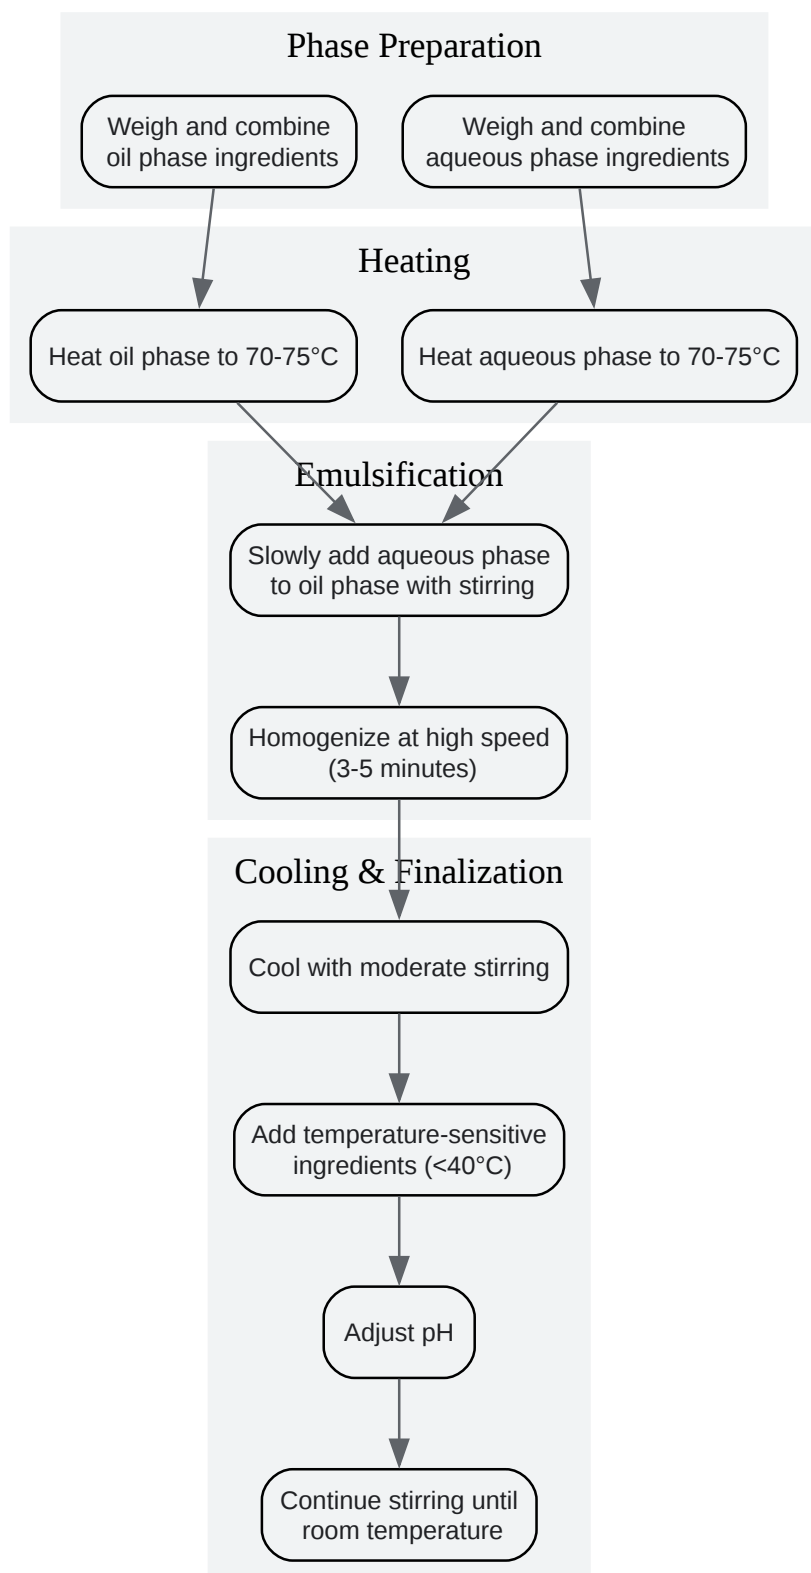 Phase Preparation
Weigh and combine
oil phase ingredients
Weigh and combine
aqueous phase ingredients
Heating
Heat oil phase to 70-75°C
Heat aqueous phase to 70-75°C
Emulsification
Slowly add aqueous phase
to oil phase with stirring
Homogenize at high speed
(3-5 minutes)
Cooling & Finalization
Cool with moderate stirring
Add temperature-sensitive
ingredients (<40°C)
Adjust pH
Continue stirring until
room temperature